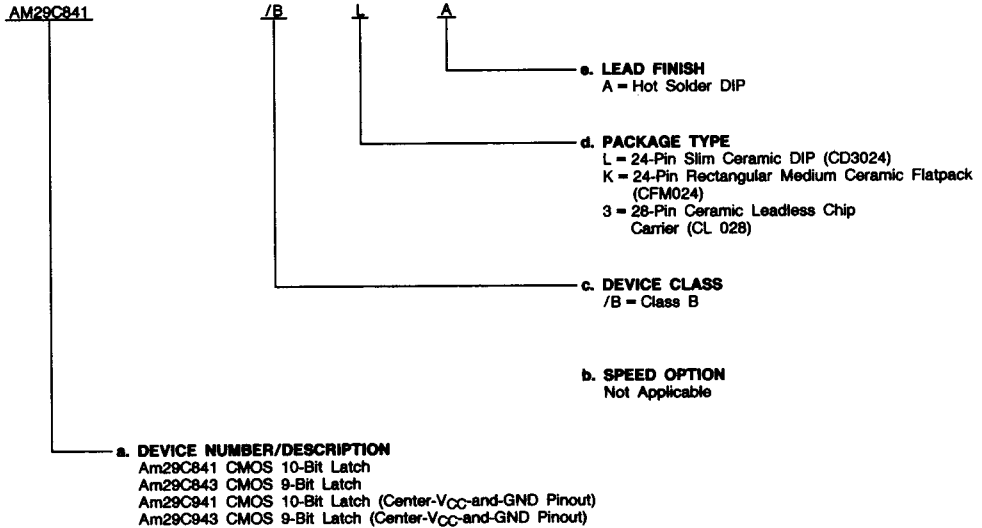 AM29C841 /B L A
e. LEAD FINISH
A = Hot Solder DIP
d. PACKAGE TYPE
L = 24-Pin Slim Ceramic DIP (CD3024)
K = 24-Pin Rectangular Medium Ceramic Flatpack
(CFM024)
3 = 28-Pin Ceramic Leadless Chip
Carrier (CL 028)
c. DEVICE CLASS
/B = Class B
b. SPEED OPTION
Not Applicable
a. DEVICE NUMBER/DESCRIPTION
Am29C841 CMOS 10-Bit Latch
Am29C843 CMOS 9-Bit Latch
Am29C941 CMOS 10-Bit Latch (Center-VCC-and-GND Pinout)
Am29C943 CMOS 9-Bit Latch (Center-VCC-and-GND Pinout)